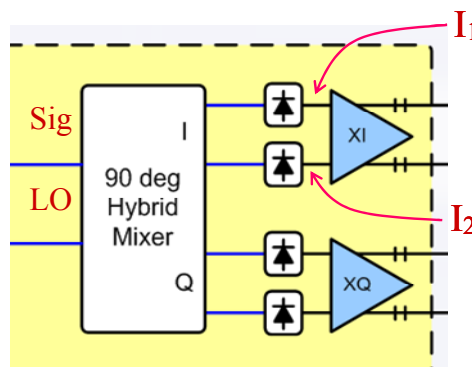 I₁
Sig
I
XI
LO
90 deg
Hybrid
Mixer
I₂
Q
XQ